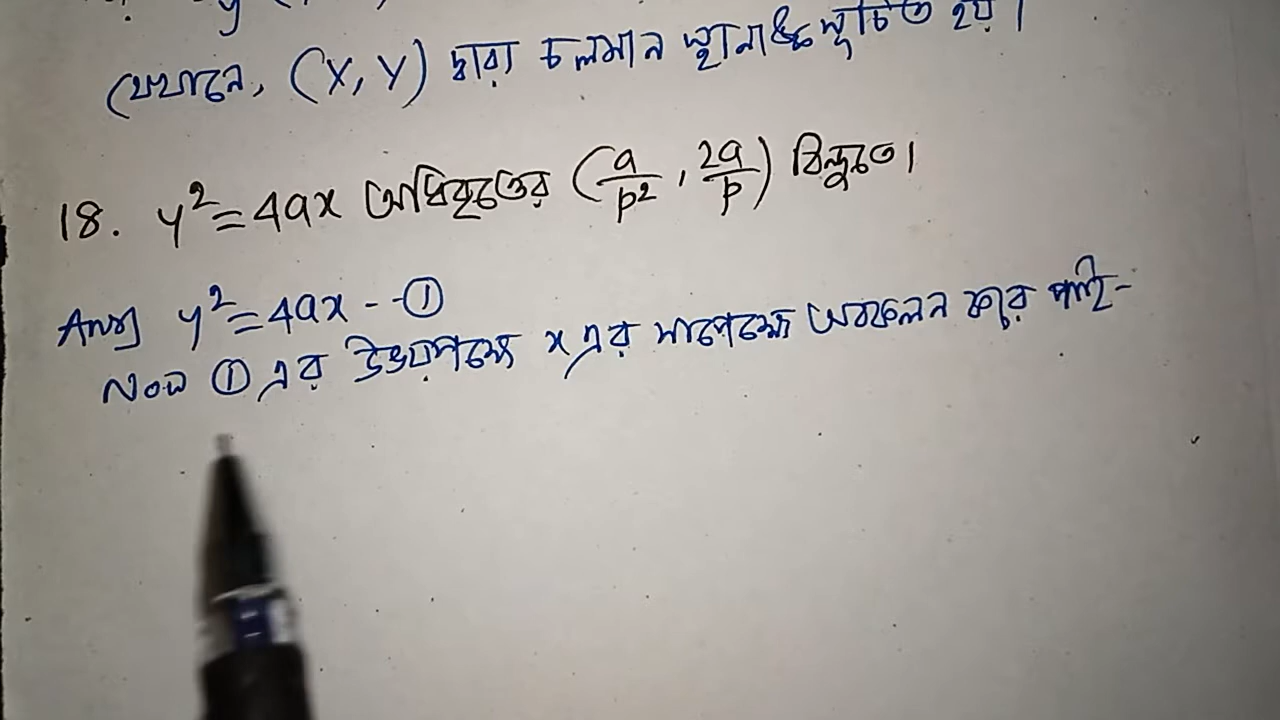 যেখানে, (X, Y) দ্বারা চলমান স্থানাঙ্ক সূচিত হয়।
18. y² = 4ax অধিবৃত্তের (a/p², 2a/p) বিন্দুতে।
Ans y² = 4ax -- ①
Now ① এর উভয়পক্ষে x এর সাপেক্ষে অবকলন করে পাই-